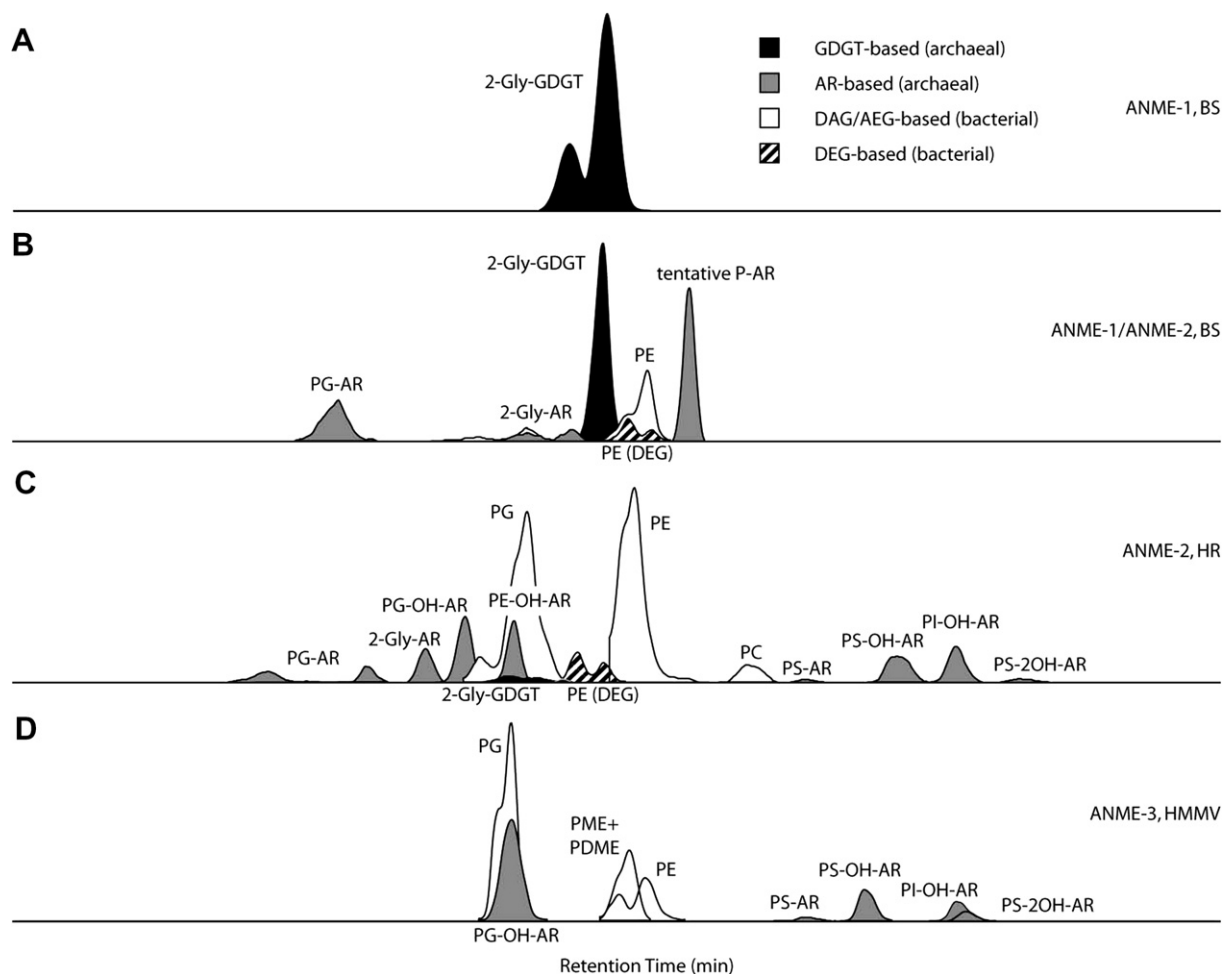 A
2-Gly-GDGT
GDGT-based (archaeal)
AR-based (archaeal)
DAG/AEG-based (bacterial)
DEG-based (bacterial)
ANME-1, BS
B
2-Gly-GDGT
tentative P-AR
ANME-1/ANME-2, BS
PE
PG-AR
2-Gly-AR
PE (DEG)
C
PG
PE
ANME-2, HR
PG-OH-AR
PE-OH-AR
2-Gly-AR
PG-AR
PS-OH-AR
PI-OH-AR
PC
PS-AR
PS-2OH-AR
2-Gly-GDGT
PE (DEG)
D
PG
ANME-3, HMMV
PME+
PDME
PE
PS-OH-AR
PI-OH-AR
PS-AR
PS-2OH-AR
PG-OH-AR
Retention Time (min)